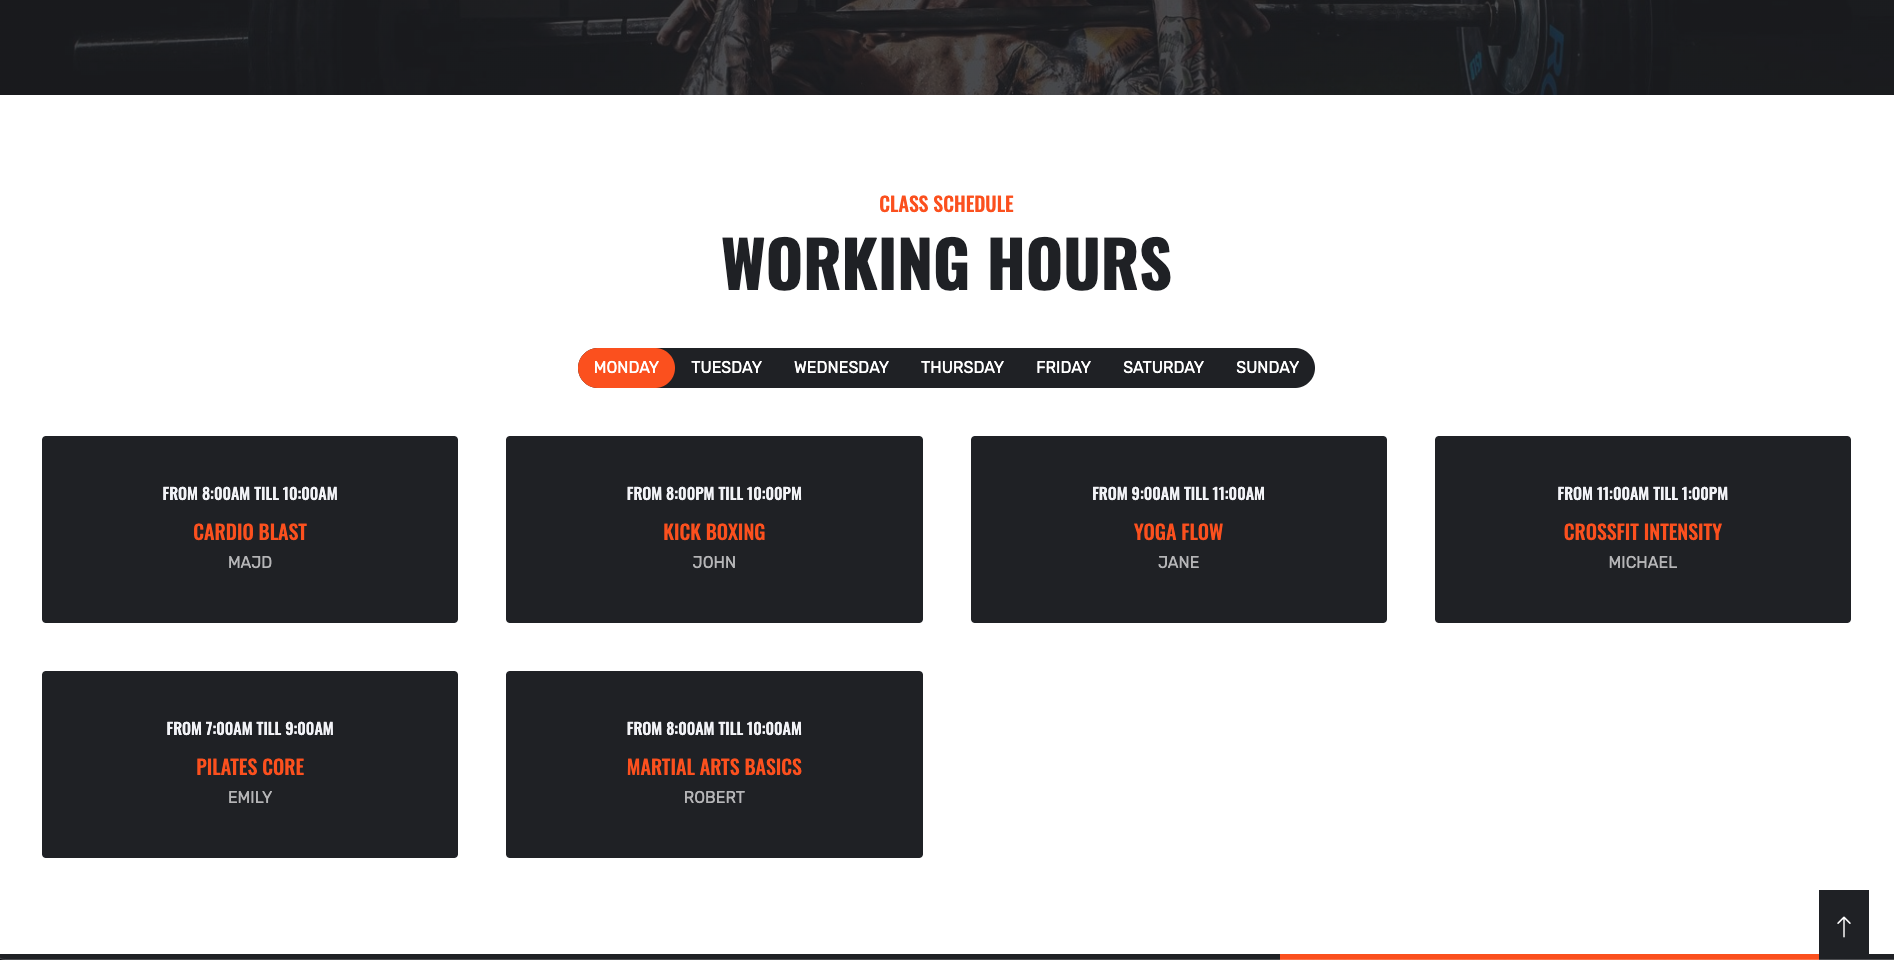 CLASS SCHEDULE
WORKING HOURS
MONDAY TUESDAY WEDNESDAY THURSDAY FRIDAY SATURDAY SUNDAY
FROM 8:00AM TILL 10:00AM
CARDIO BLAST
MAJD
FROM 8:00PM TILL 10:00PM
KICK BOXING
JOHN
FROM 9:00AM TILL 11:00AM
YOGA FLOW
JANE
FROM 11:00AM TILL 1:00PM
CROSSFIT INTENSITY
MICHAEL
FROM 7:00AM TILL 9:00AM
PILATES CORE
EMILY
FROM 8:00AM TILL 10:00AM
MARTIAL ARTS BASICS
ROBERT